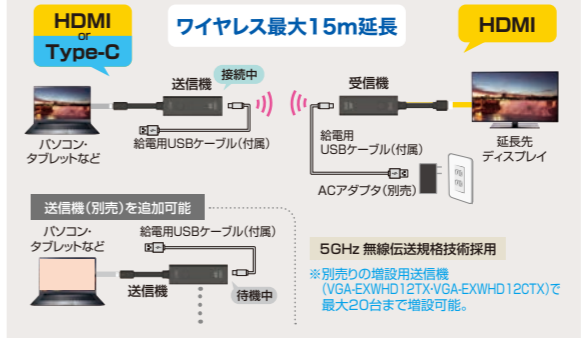 HDMI
or
Type-C
ワイヤレス最大15m延長
HDMI
送信機
接続中
受信機
パソコン・
タブレットなど
給電用USBケーブル(付属)
給電用
USBケーブル(付属)
ACアダプタ(別売)
延長先
ディスプレイ
送信機(別売)を追加可能
パソコン・
タブレットなど
給電用USBケーブル(付属)
送信機
待機中
5GHz 無線伝送規格技術採用
※別売りの増設用送信機
(VGA-EXWHD12TX・VGA-EXWHD12CTX)で
最大20台まで増設可能。